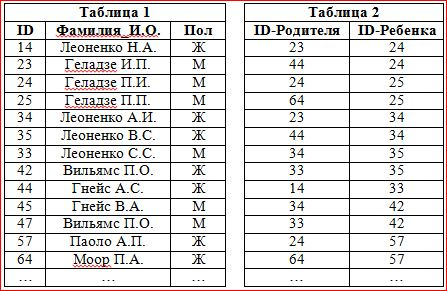 Таблица 1 Таблица 2
ID Фамилия_И.О. Пол ID-Родителя ID-Ребенка
14 Леоненко Н.А. Ж 23 24
23 Геладзе И.П. М 44 24
24 Геладзе П.И. М 24 25
25 Геладзе П.П. М 64 25
34 Леоненко А.И. Ж 23 34
35 Леоненко В.С. Ж 44 34
33 Леоненко С.С. М 34 35
42 Вильямс П.О. Ж 33 35
44 Гнейс А.С. Ж 14 33
45 Гнейс В.А. М 34 42
47 Вильямс П.О. М 33 42
57 Паоло А.П. Ж 24 57
64 Моор П.А. Ж 64 57
... ... ... ... ...